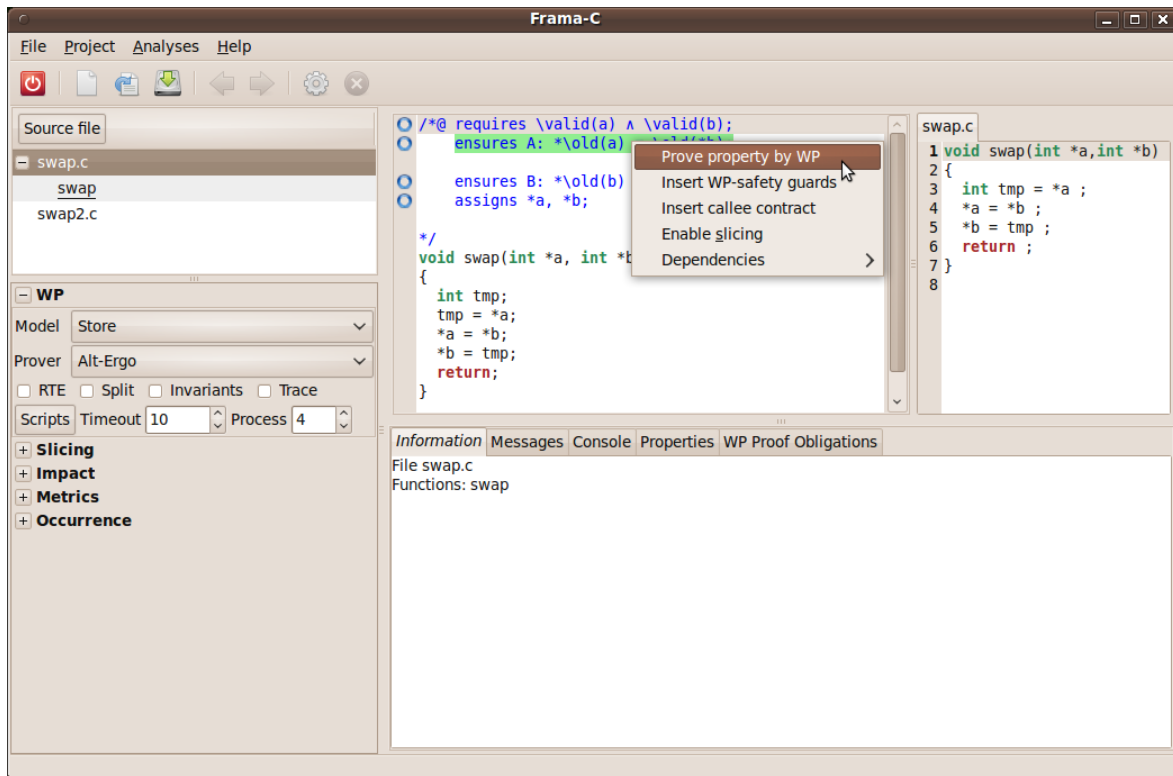 Frama-C
File Project Analyses Help
Source file
swap.c
swap
swap2.c
WP
Model Store
Prover Alt-Ergo
RTE Split Invariants Trace
Scripts Timeout 10 Process 4
Slicing
Impact
Metrics
Occurrence
/*@ requires \valid(a) ∧ \valid(b);
ensures A: *\old(a)
ensures B: *\old(b)
assigns *a, *b;
*/
void swap(int *a, int *b
{
int tmp;
tmp = *a;
*a = *b;
*b = tmp;
return;
}
Prove property by WP
Insert WP-safety guards
Insert callee contract
Enable slicing
Dependencies
swap.c
1 void swap(int *a,int *b)
2 {
3 int tmp = *a ;
4 *a = *b ;
5 *b = tmp ;
6 return ;
7 }
8
Information Messages Console Properties WP Proof Obligations
File swap.c
Functions: swap